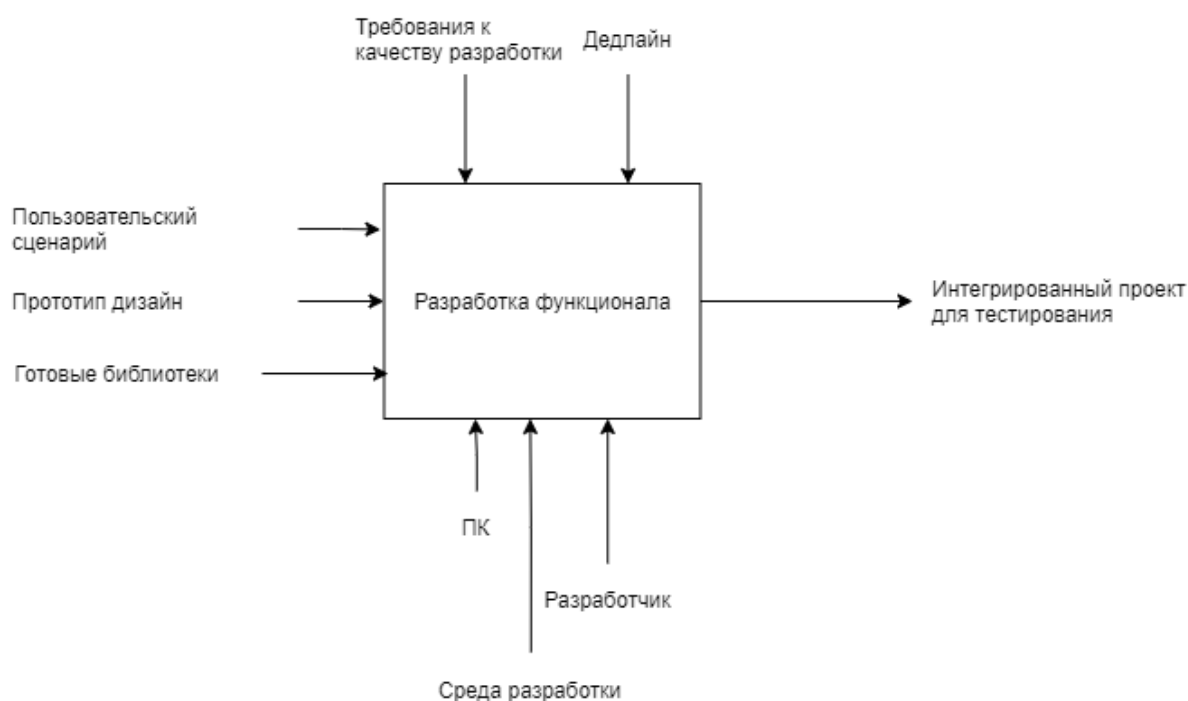 Требования к
качеству разработки
Дедлайн
Пользовательский
сценарий
Прототип дизайн
Готовые библиотеки
Разработка функционала
Интегрированный проект
для тестирования
ПК
Разработчик
Среда разработки